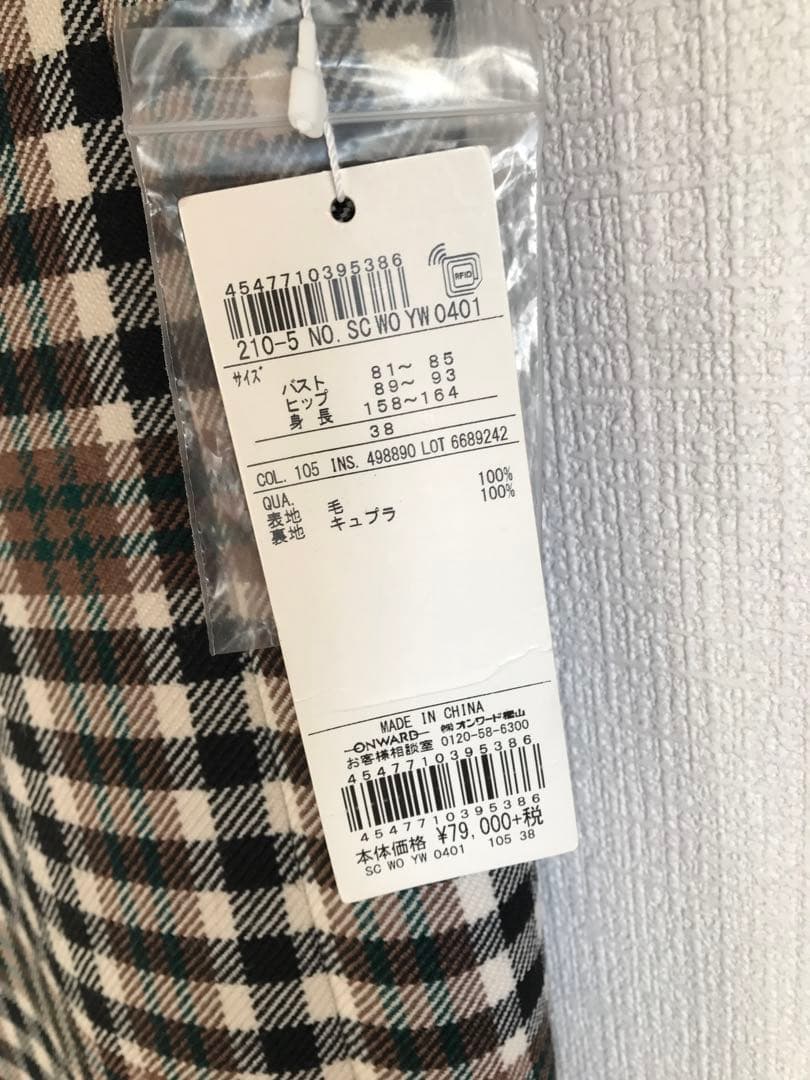 4547710395386
RFID
210-5 NO. SC WO YW 0401
サイズ
バスト 81～ 85
ヒップ 89～ 93
身長 158～164
38
COL. 105 INS. 498890 LOT 6689242
QUA.
表地 毛 100%
裏地 キュプラ 100%
MADE IN CHINA
ONWARD ㈱オンワード樫山
お客様相談室 0120-58-6300
4547710395386
4547710395386
本体価格 ¥79,000+税
SC WO YW 0401 105 38